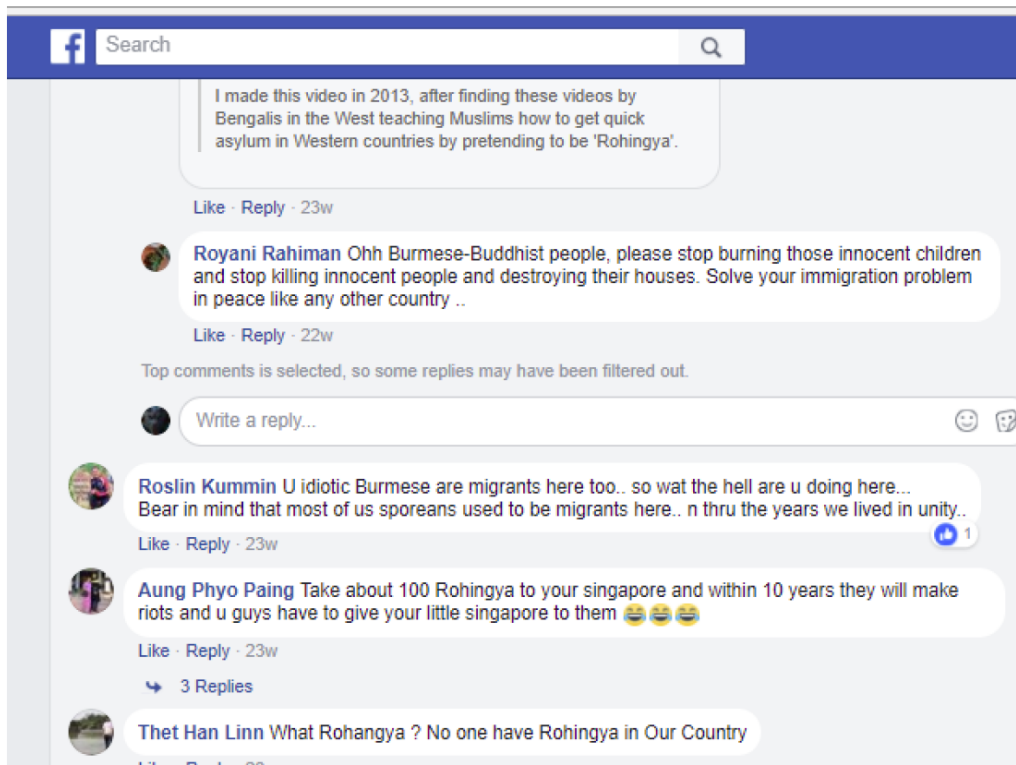 f Search
I made this video in 2013, after finding these videos by
Bengalis in the West teaching Muslims how to get quick
asylum in Western countries by pretending to be 'Rohingya'.
Like · Reply · 23w
Royani Rahiman Ohh Burmese-Buddhist people, please stop burning those innocent children
and stop killing innocent people and destroying their houses. Solve your immigration problem
in peace like any other country ..
Like · Reply · 22w
Top comments is selected, so some replies may have been filtered out.
Write a reply...
Roslin Kummin U idiotic Burmese are migrants here too.. so wat the hell are u doing here...
Bear in mind that most of us sporeans used to be migrants here.. n thru the years we lived in unity..
1
Like · Reply · 23w
Aung Phyo Paing Take about 100 Rohingya to your singapore and within 10 years they will make
riots and u guys have to give your little singapore to them 😂😂😂
Like · Reply · 23w
3 Replies
Thet Han Linn What Rohangya ? No one have Rohingya in Our Country